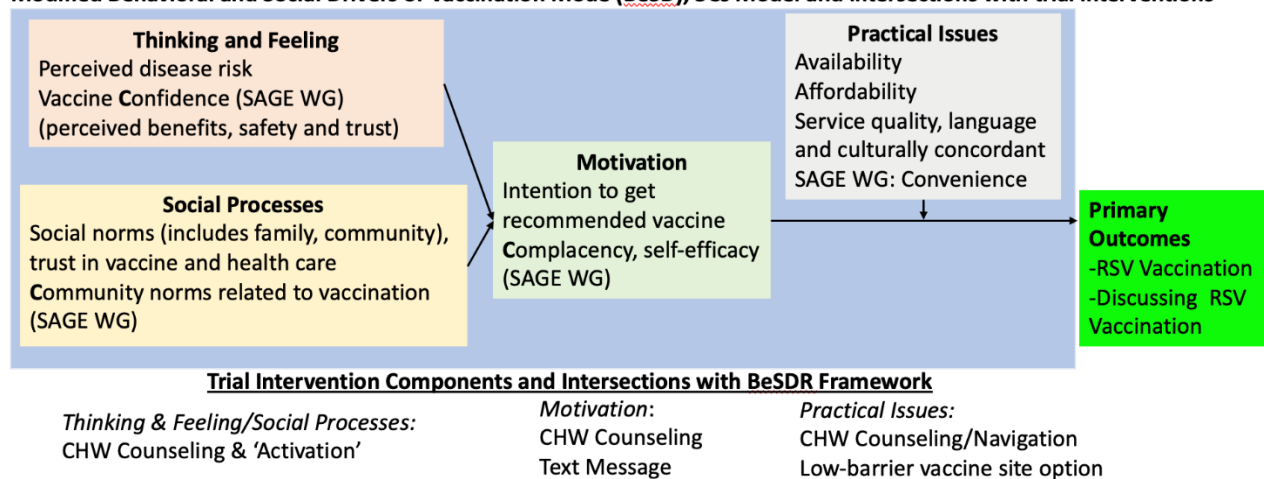 Thinking and Feeling
Perceived disease risk
Vaccine Confidence (SAGE WG)
(perceived benefits, safety and trust)
Social Processes
Social norms (includes family, community),
trust in vaccine and health care
Community norms related to vaccination
(SAGE WG)
Motivation
Intention to get
recommended vaccine
Complacency, self-efficacy
(SAGE WG)
Practical Issues
Availability
Affordability
Service quality, language
and culturally concordant
SAGE WG: Convenience
Primary
Outcomes
-RSV Vaccination
-Discussing RSV
Vaccination
Trial Intervention Components and Intersections with BeSDR Framework
Thinking & Feeling/Social Processes:
CHW Counseling & ‘Activation’
Motivation:
CHW Counseling
Text Message
Practical Issues:
CHW Counseling/Navigation
Low-barrier vaccine site option